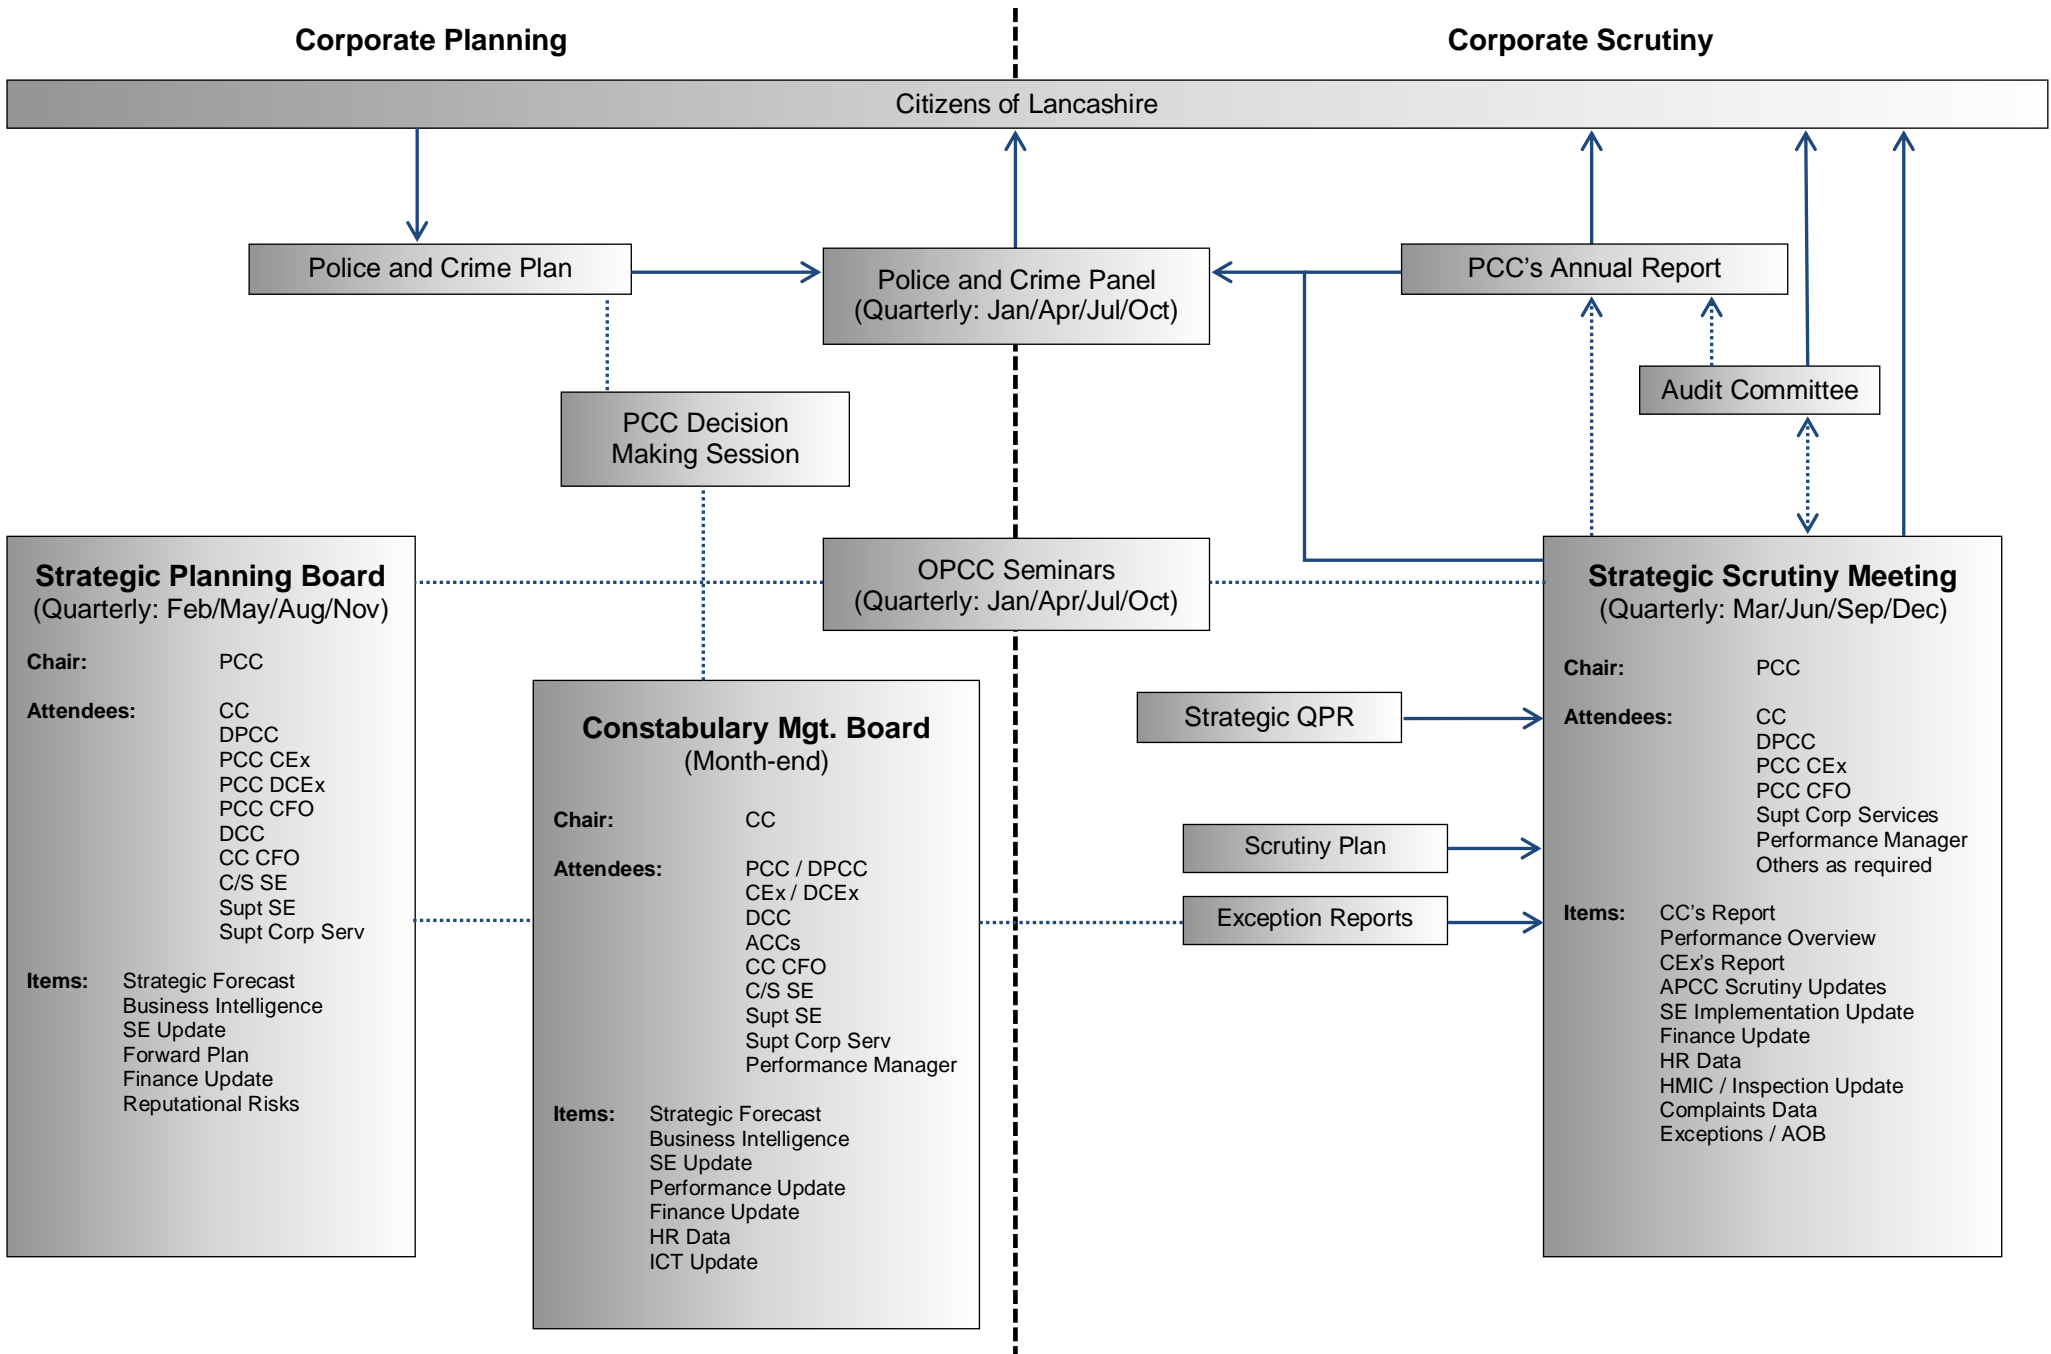 Corporate Planning
Corporate Scrutiny
Citizens of Lancashire
Police and Crime Plan
Police and Crime Panel
(Quarterly: Jan/Apr/Jul/Oct)
PCC’s Annual Report
Audit Committee
PCC Decision
Making Session
OPCC Seminars
(Quarterly: Jan/Apr/Jul/Oct)
Strategic Planning Board
(Quarterly: Feb/May/Aug/Nov)
Chair: PCC
Attendees: CC
DPCC
PCC CEx
PCC DCEx
PCC CFO
DCC
CC CFO
C/S SE
Supt SE
Supt Corp Serv
Items: Strategic Forecast
Business Intelligence
SE Update
Forward Plan
Finance Update
Reputational Risks
Constabulary Mgt. Board
(Month-end)
Chair: CC
Attendees: PCC / DPCC
CEx / DCEx
DCC
ACCs
CC CFO
C/S SE
Supt SE
Supt Corp Serv
Performance Manager
Items: Strategic Forecast
Business Intelligence
SE Update
Performance Update
Finance Update
HR Data
ICT Update
Strategic QPR
Scrutiny Plan
Exception Reports
Strategic Scrutiny Meeting
(Quarterly: Mar/Jun/Sep/Dec)
Chair: PCC
Attendees: CC
DPCC
PCC CEx
PCC CFO
Supt Corp Services
Performance Manager
Others as required
Items: CC’s Report
Performance Overview
CEx’s Report
APCC Scrutiny Updates
SE Implementation Update
Finance Update
HR Data
HMIC / Inspection Update
Complaints Data
Exceptions / AOB